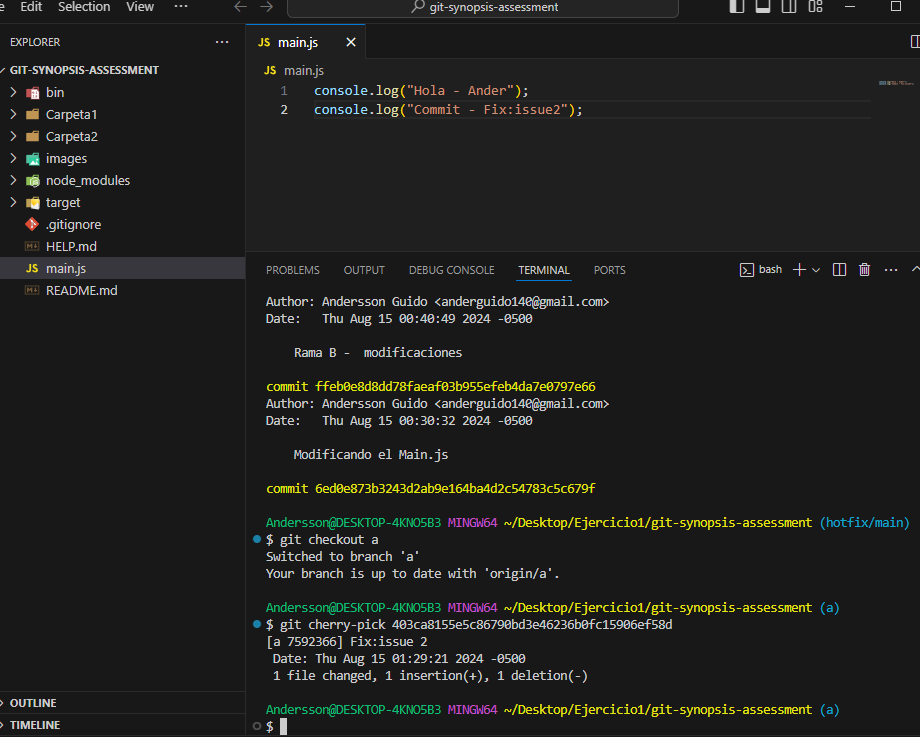 Edit Selection View ···
git-synopsis-assessment
EXPLORER ···
GIT-SYNOPSIS-ASSESSMENT
bin
Carpeta1
Carpeta2
images
node_modules
target
.gitignore
HELP.md
JS main.js
README.md
OUTLINE
TIMELINE
JS main.js
JS main.js
1 console.log("Hola - Ander");
2 console.log("Commit - Fix:issue2");
PROBLEMS OUTPUT DEBUG CONSOLE TERMINAL PORTS
bash
Author: Andersson Guido <anderguido140@gmail.com>
Date:   Thu Aug 15 00:40:49 2024 -0500
Rama B -  modificaciones
commit ffeb0e8d8dd78faeaf03b955efeb4da7e0797e66
Author: Andersson Guido <anderguido140@gmail.com>
Date:   Thu Aug 15 00:30:32 2024 -0500
Modificando el Main.js
commit 6ed0e873b3243d2ab9e164ba4d2c54783c5c679f
Andersson@DESKTOP-4KNO5B3 MINGW64 ~/Desktop/Ejercicio1/git-synopsis-assessment (hotfix/main)
$ git checkout a
Switched to branch 'a'
Your branch is up to date with 'origin/a'.
Andersson@DESKTOP-4KNO5B3 MINGW64 ~/Desktop/Ejercicio1/git-synopsis-assessment (a)
$ git cherry-pick 403ca8155e5c86790bd3e46236b0fc15906ef58d
[a 7592366] Fix:issue 2
Date: Thu Aug 15 01:29:21 2024 -0500
1 file changed, 1 insertion(+), 1 deletion(-)
Andersson@DESKTOP-4KNO5B3 MINGW64 ~/Desktop/Ejercicio1/git-synopsis-assessment (a)
$